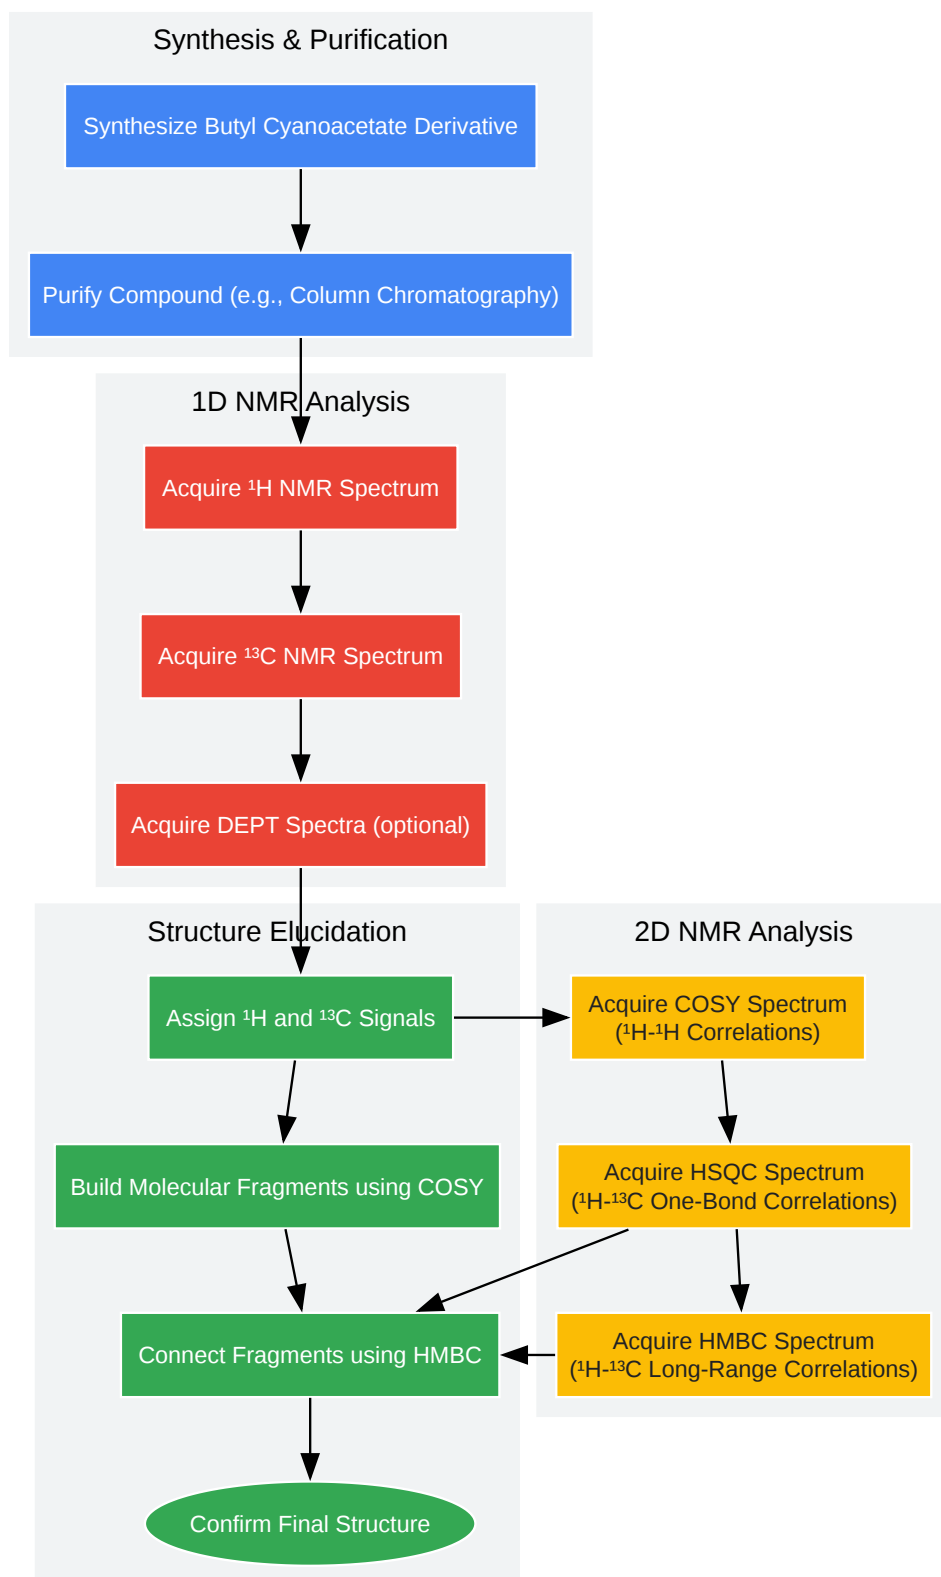 Synthesis & Purification
Synthesize Butyl Cyanoacetate Derivative
Purify Compound (e.g., Column Chromatography)
1D NMR Analysis
Acquire ¹H NMR Spectrum
Acquire ¹³C NMR Spectrum
Acquire DEPT Spectra (optional)
Structure Elucidation
Assign ¹H and ¹³C Signals
Build Molecular Fragments using COSY
Connect Fragments using HMBC
Confirm Final Structure
2D NMR Analysis
Acquire COSY Spectrum
(¹H-¹H Correlations)
Acquire HSQC Spectrum
(¹H-¹³C One-Bond Correlations)
Acquire HMBC Spectrum
(¹H-¹³C Long-Range Correlations)